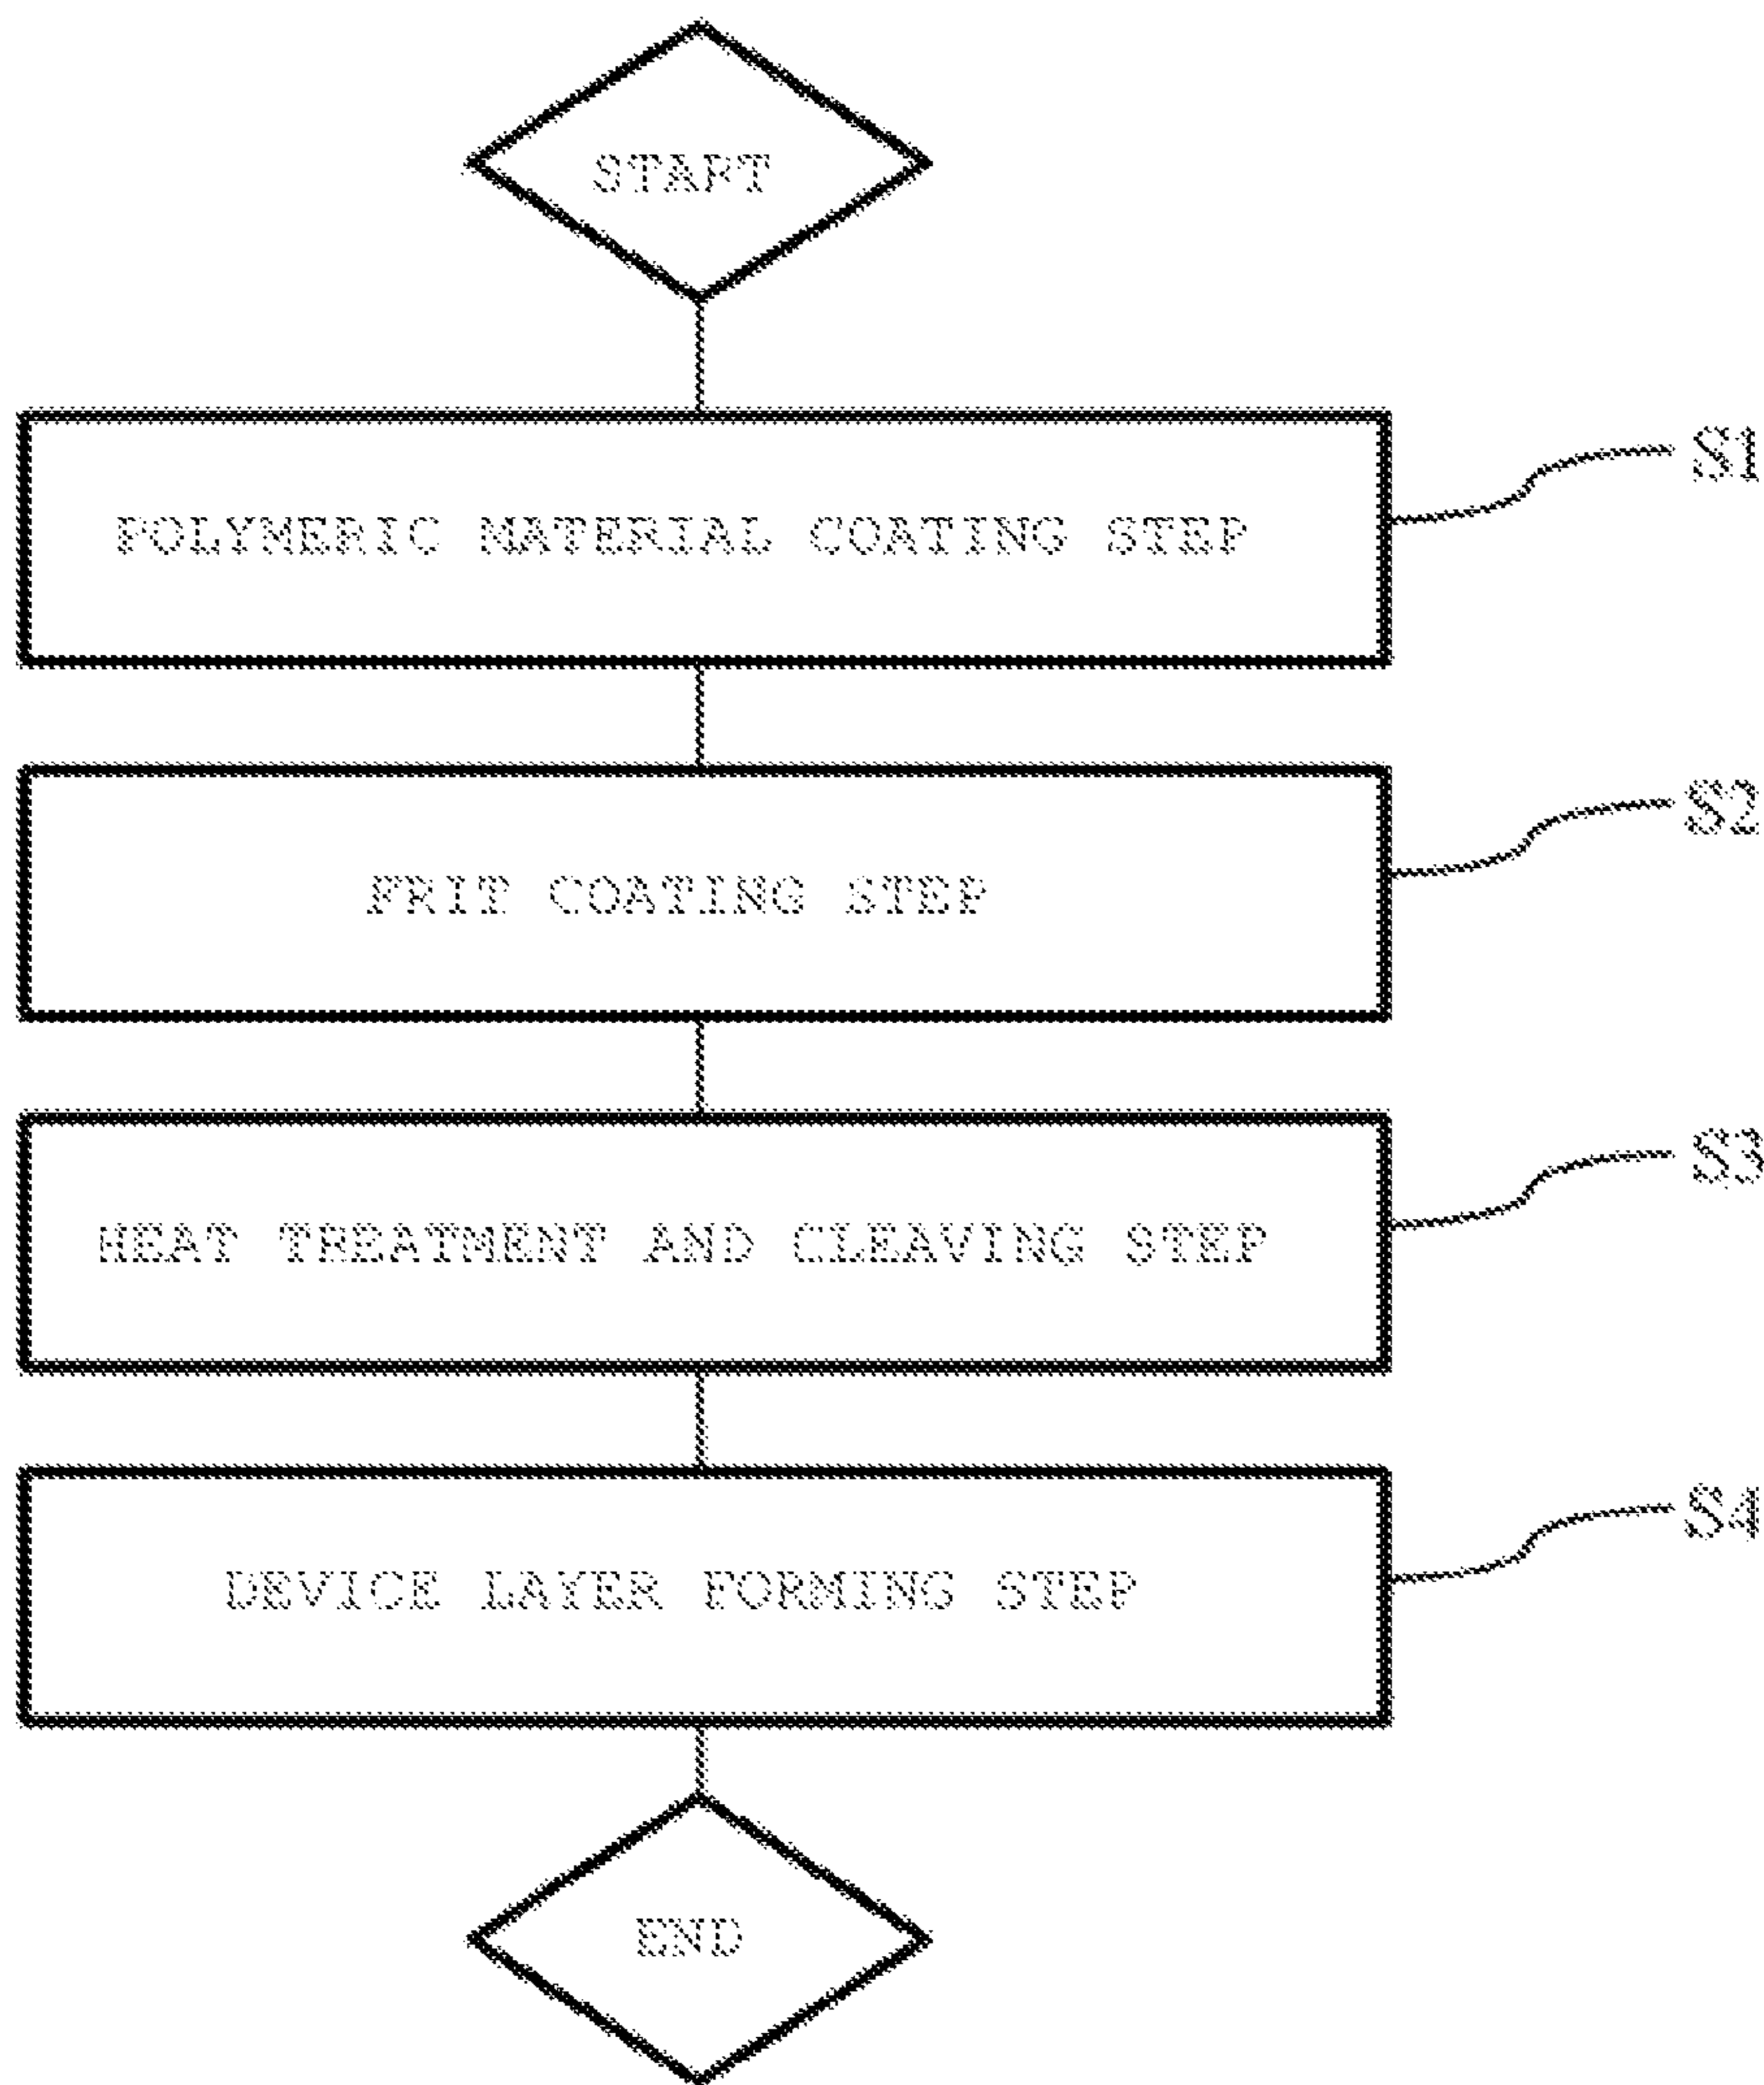 START
POLYMERIC MATERIAL COATING STEP
S1
FRIT COATING STEP
S2
HEAT TREATMENT AND CLEAVING STEP
S3
DEVICE LAYER FORMING STEP
S4
END